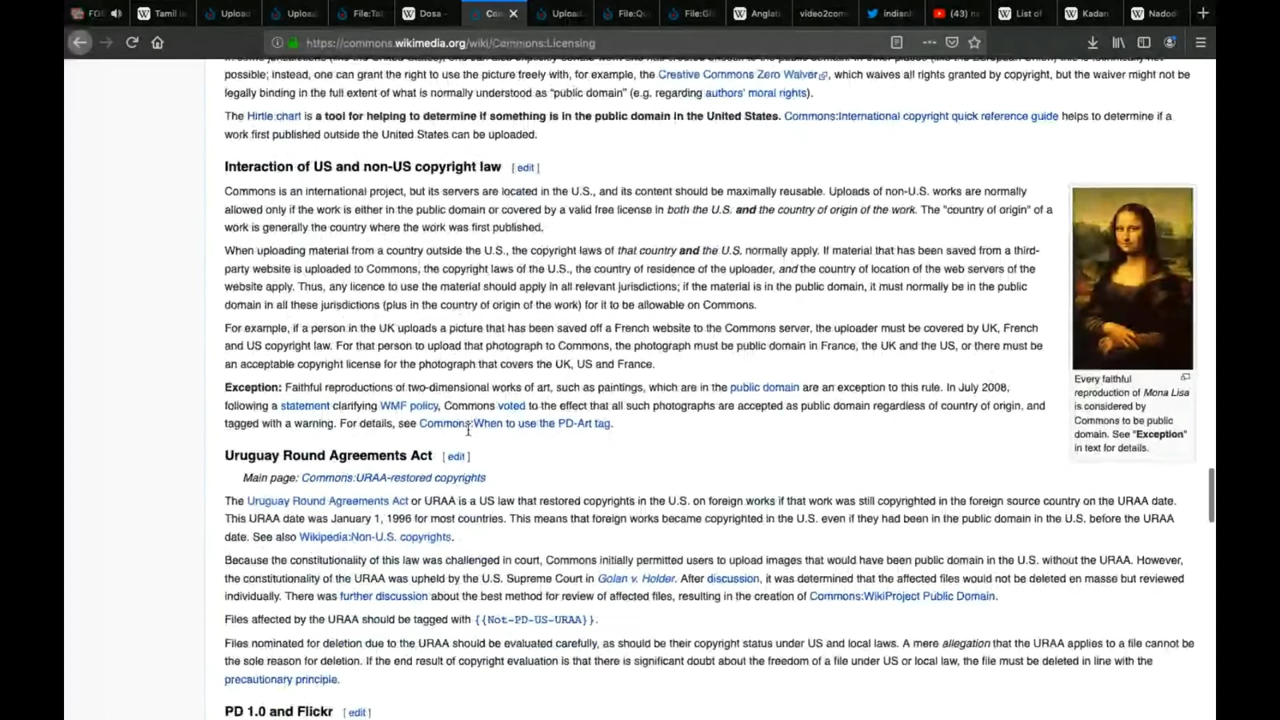 FOS
Tamil la
Upload
Upload
File:Tal
Dosa -
Con
Upload
File:Qu
File:Gli
Anglati
video2com
indiant
(43) na
List of
Kadan
Nadod
https://commons.wikimedia.org/wiki/Commons:Licensing
possible; instead, one can grant the right to use the picture freely with, for example, the Creative Commons Zero Waiver, which waives all rights granted by copyright, but the waiver might not be
legally binding in the full extent of what is normally understood as "public domain" (e.g. regarding authors' moral rights).
The Hirtle chart is a tool for helping to determine if something is in the public domain in the United States. Commons:International copyright quick reference guide helps to determine if a
work first published outside the United States can be uploaded.
Interaction of US and non-US copyright law [ edit ]
Commons is an international project, but its servers are located in the U.S., and its content should be maximally reusable. Uploads of non-U.S. works are normally
allowed only if the work is either in the public domain or covered by a valid free license in both the U.S. and the country of origin of the work. The "country of origin" of a
work is generally the country where the work was first published.
When uploading material from a country outside the U.S., the copyright laws of that country and the U.S. normally apply. If material that has been saved from a third-
party website is uploaded to Commons, the copyright laws of the U.S., the country of residence of the uploader, and the country of location of the web servers of the
website apply. Thus, any licence to use the material should apply in all relevant jurisdictions; if the material is in the public domain, it must normally be in the public
domain in all these jurisdictions (plus in the country of origin of the work) for it to be allowable on Commons.
For example, if a person in the UK uploads a picture that has been saved off a French website to the Commons server, the uploader must be covered by UK, French
and US copyright law. For that person to upload that photograph to Commons, the photograph must be public domain in France, the UK and the US, or there must be
an acceptable copyright license for the photograph that covers the UK, US and France.
Exception: Faithful reproductions of two-dimensional works of art, such as paintings, which are in the public domain are an exception to this rule. In July 2008,
following a statement clarifying WMF policy, Commons voted to the effect that all such photographs are accepted as public domain regardless of country of origin, and
tagged with a warning. For details, see Commons:When to use the PD-Art tag.
Every faithful
reproduction of Mona Lisa
is considered by
Commons to be public
domain. See "Exception"
in text for details.
Uruguay Round Agreements Act [ edit ]
Main page: Commons:URAA-restored copyrights
The Uruguay Round Agreements Act or URAA is a US law that restored copyrights in the U.S. on foreign works if that work was still copyrighted in the foreign source country on the URAA date.
This URAA date was January 1, 1996 for most countries. This means that foreign works became copyrighted in the U.S. even if they had been in the public domain in the U.S. before the URAA
date. See also Wikipedia:Non-U.S. copyrights.
Because the constitutionality of this law was challenged in court, Commons initially permitted users to upload images that would have been public domain in the U.S. without the URAA. However,
the constitutionality of the URAA was upheld by the U.S. Supreme Court in Golan v. Holder. After discussion, it was determined that the affected files would not be deleted en masse but reviewed
individually. There was further discussion about the best method for review of affected files, resulting in the creation of Commons:WikiProject Public Domain.
Files affected by the URAA should be tagged with {{Not-PD-US-URAA}}.
Files nominated for deletion due to the URAA should be evaluated carefully, as should be their copyright status under US and local laws. A mere allegation that the URAA applies to a file cannot be
the sole reason for deletion. If the end result of copyright evaluation is that there is significant doubt about the freedom of a file under US or local law, the file must be deleted in line with the
precautionary principle.
PD 1.0 and Flickr [ edit ]